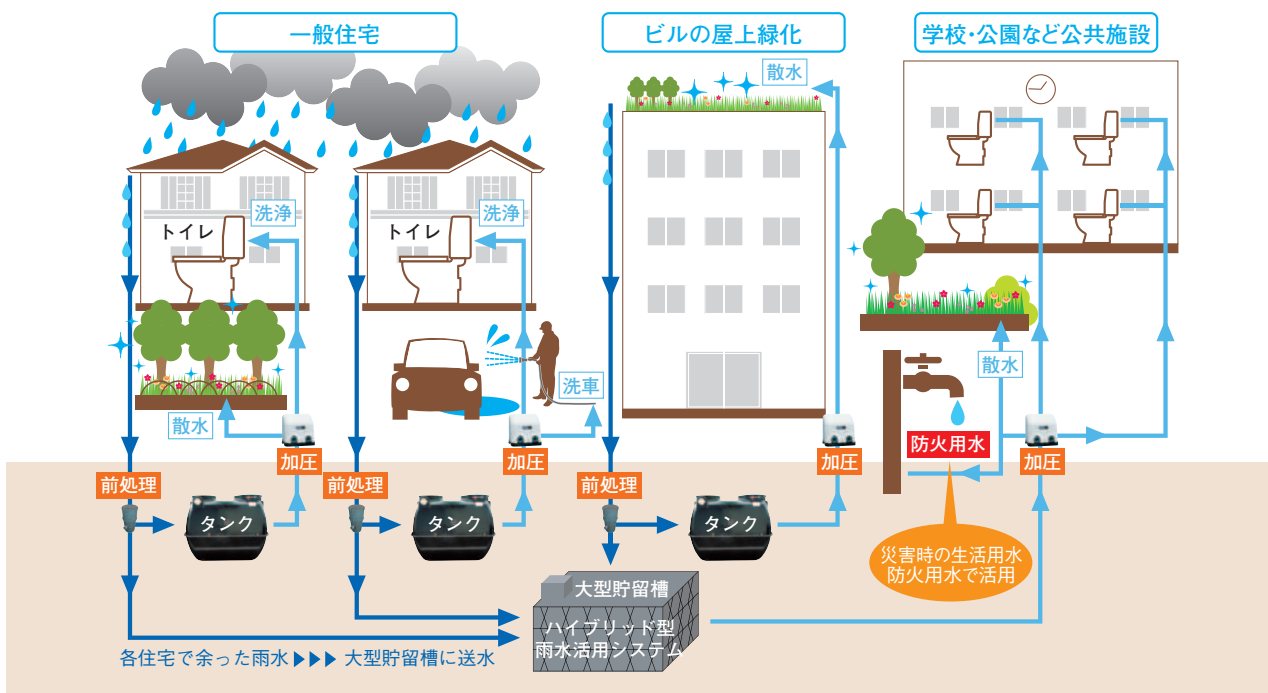 一般住宅
ビルの屋上緑化
学校・公園など公共施設
散水
洗浄
トイレ
洗浄
トイレ
散水
洗車
散水
防火用水
加圧
加圧
加圧
加圧
前処理
前処理
前処理
タンク
タンク
タンク
災害時の生活用水
防火用水で活用
大型貯留槽
ハイブリッド型
雨水活用システム
各住宅で余った雨水▶▶▶大型貯留槽に送水